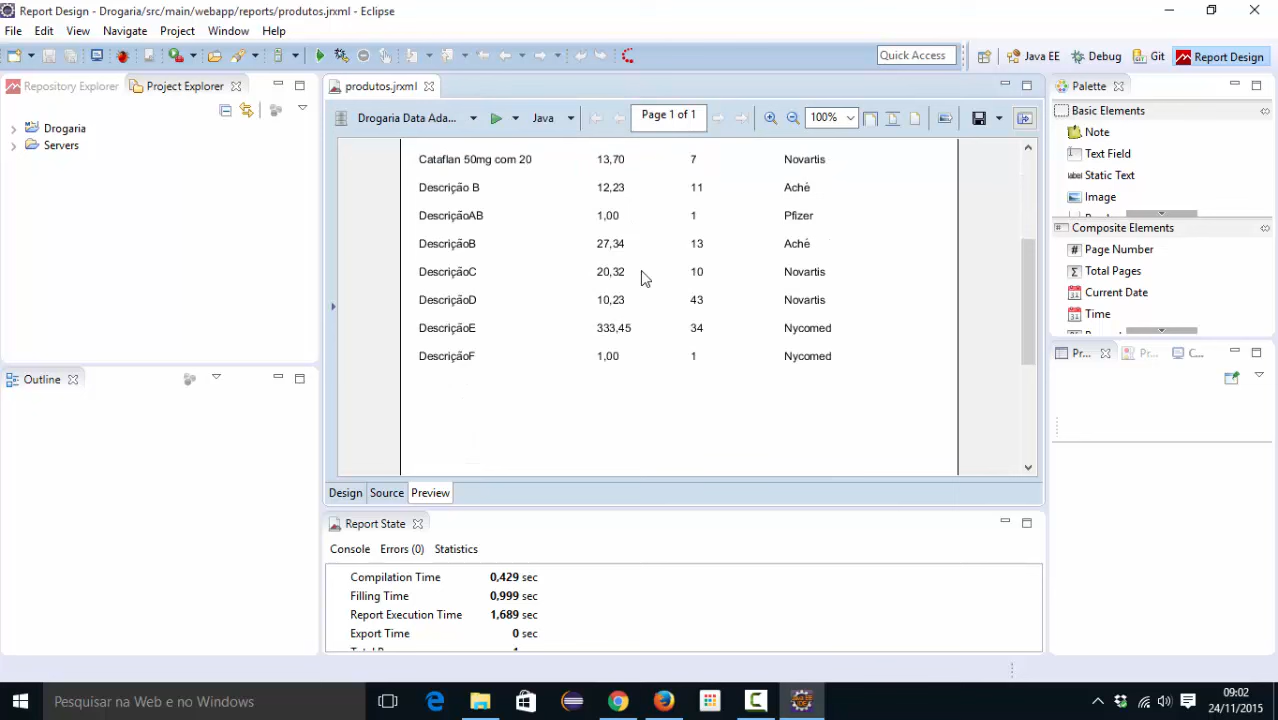 Report Design - Drogaria/src/main/webapp/reports/produtos.jrxml - Eclipse
File Edit View Navigate Project Window Help
Quick Access Java EE Debug Git Report Design
Repository Explorer Project Explorer
produtos.jrxml
Palette
Drogaria
Servers
Drogaria Data Ada... Java Page 1 of 1 100%
Basic Elements
Note
Text Field
Static Text
Image
Composite Elements
Page Number
Total Pages
Current Date
Time
Cataflan 50mg com 20 13,70 7 Novartis
Descrição B 12,23 11 Aché
DescriçãoAB 1,00 1 Pfizer
DescriçãoB 27,34 13 Aché
DescriçãoC 20,32 10 Novartis
DescriçãoD 10,23 43 Novartis
DescriçãoE 333,45 34 Nycomed
DescriçãoF 1,00 1 Nycomed
Outline
Pr... Pr... C...
Design Source Preview
Report State
Console Errors (0) Statistics
Compilation Time 0,429 sec
Filling Time 0,999 sec
Report Execution Time 1,689 sec
Export Time 0 sec
Pesquisar na Web e no Windows
09:02
24/11/2015